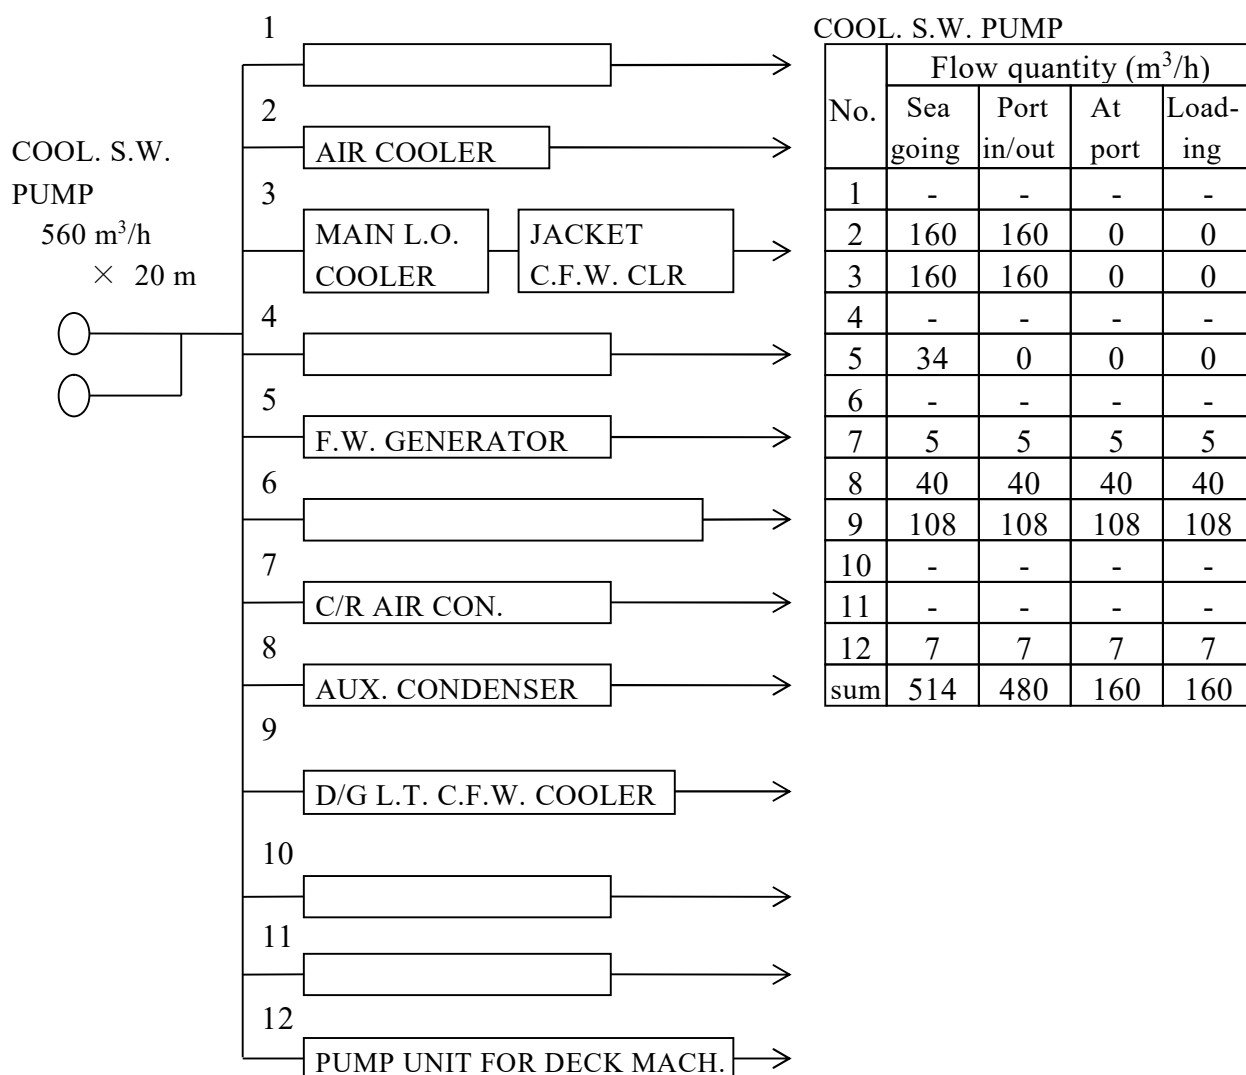 COOL. S.W.
PUMP
560 m³/h
× 20 m
1
2
AIR COOLER
3
MAIN L.O.
COOLER
JACKET
C.F.W. CLR
4
5
F.W. GENERATOR
6
7
C/R AIR CON.
8
AUX. CONDENSER
9
D/G L.T. C.F.W. COOLER
10
11
12
PUMP UNIT FOR DECK MACH.
COOL. S.W. PUMP
No. Flow quantity (m³/h)
Sea going Port in/out At port Load-ing
1 - - - -
2 160 160 0 0
3 160 160 0 0
4 - - - -
5 34 0 0 0
6 - - - -
7 5 5 5 5
8 40 40 40 40
9 108 108 108 108
10 - - - -
11 - - - -
12 7 7 7 7
sum 514 480 160 160